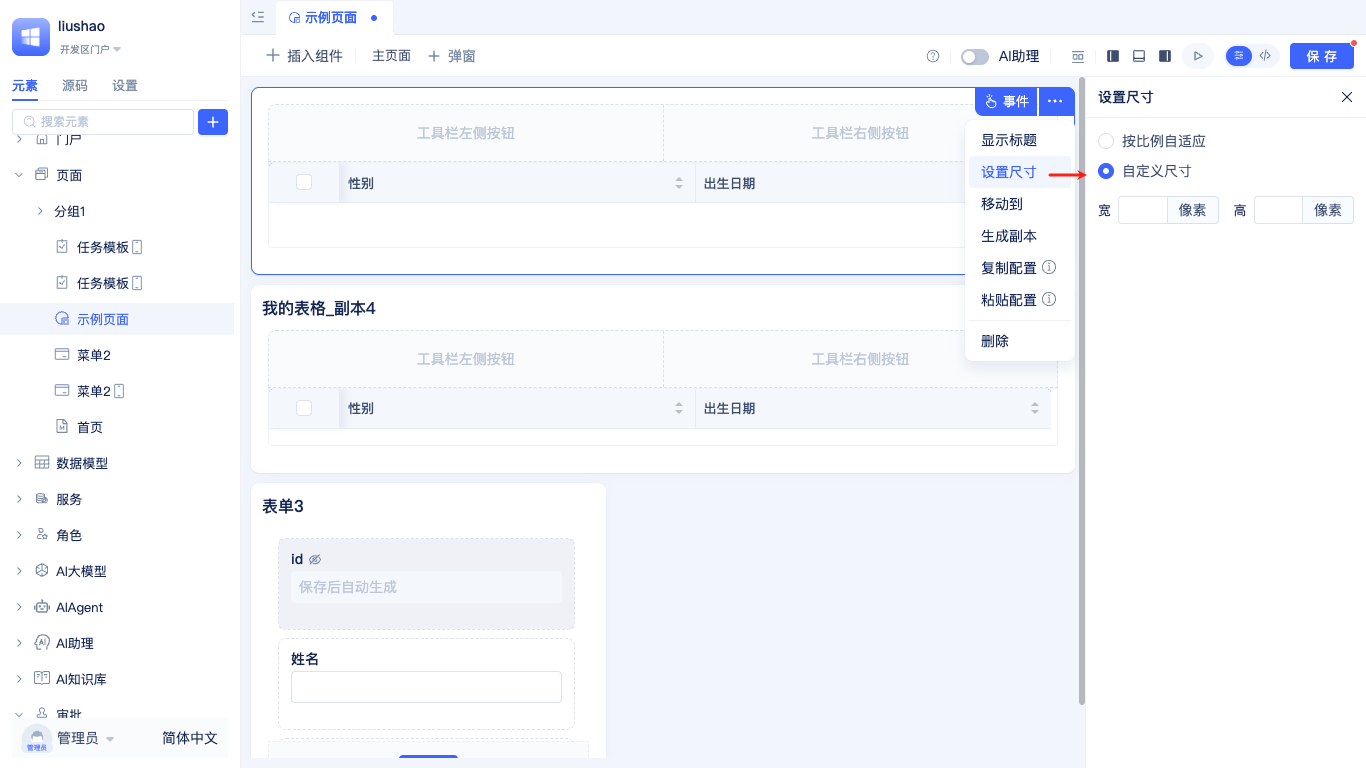 liushao
开发区门户
元素 源码 设置
搜索元素
门户
页面
分组1
任务模板
任务模板
示例页面
菜单2
菜单2
首页
数据模型
服务
角色
AI大模型
AIAgent
AI助理
AI知识库
审批
管理员
管理员 简体中文
示例页面
插入组件 主页面 弹窗
AI助理
保存
事件
工具栏左侧按钮 工具栏右侧按钮
性别 出生日期
显示标题
设置尺寸
移动到
生成副本
复制配置
粘贴配置
删除
我的表格_副本4
工具栏左侧按钮 工具栏右侧按钮
性别 出生日期
表单3
id
保存后自动生成
姓名
设置尺寸
按比例自适应
自定义尺寸
宽 像素 高 像素